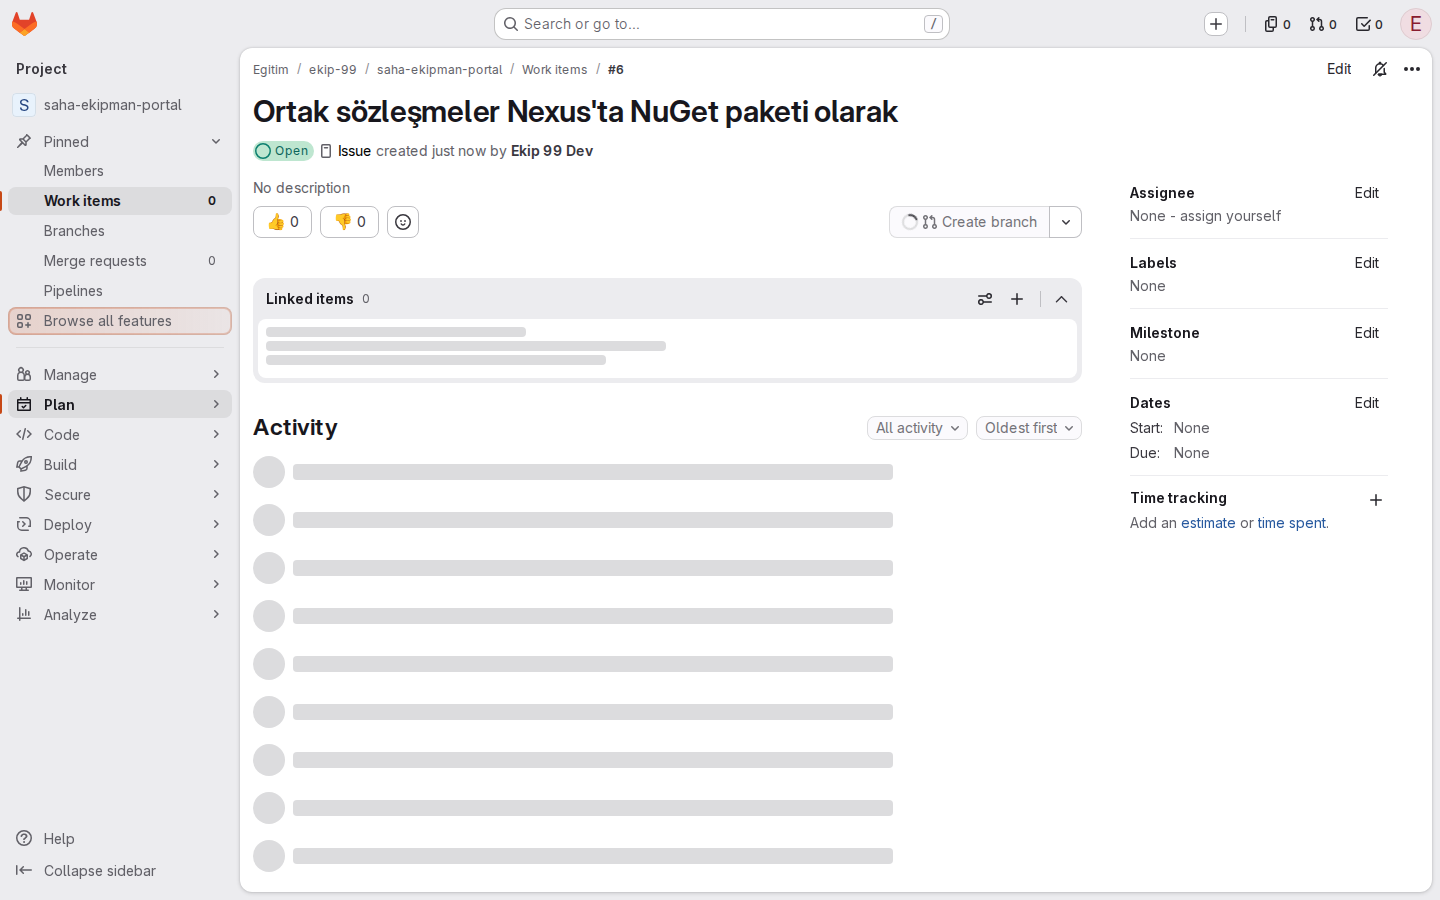 Search or go to...
/
0
0
0
E
Project
S
saha-ekipman-portal
Pinned
Members
Work items
0
Branches
Merge requests
0
Pipelines
Browse all features
Manage
Plan
Code
Build
Secure
Deploy
Operate
Monitor
Analyze
Help
Collapse sidebar
Egitim / ekip-99 / saha-ekipman-portal / Work items / #6
Edit
Ortak sözleşmeler Nexus'ta NuGet paketi olarak
Open Issue created just now by Ekip 99 Dev
No description
👍 0 👎 0
Create branch
Linked items 0
Activity
All activity
Oldest first
Assignee Edit
None - assign yourself
Labels Edit
None
Milestone Edit
None
Dates Edit
Start: None
Due: None
Time tracking
Add an estimate or time spent.